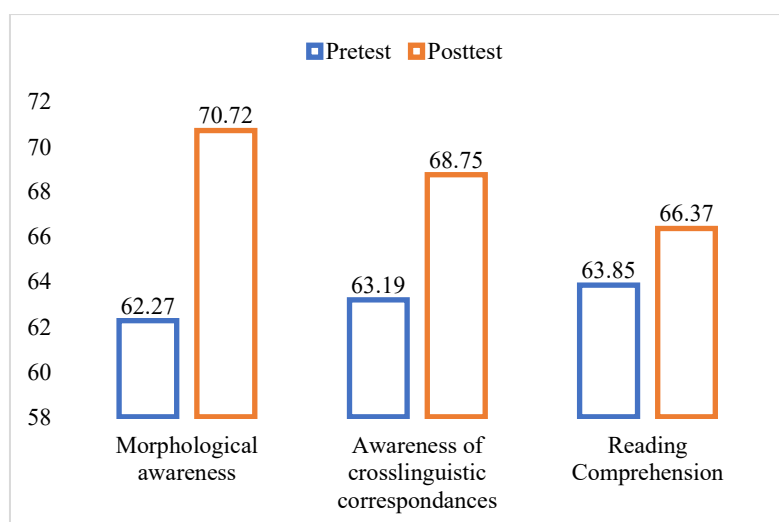 Pretest Posttest
72
70
68
66
64
62
60
58
70.72
68.75
66.37
62.27
63.19
63.85
Morphological
awareness
Awareness of
crosslinguistic
correspondances
Reading
Comprehension